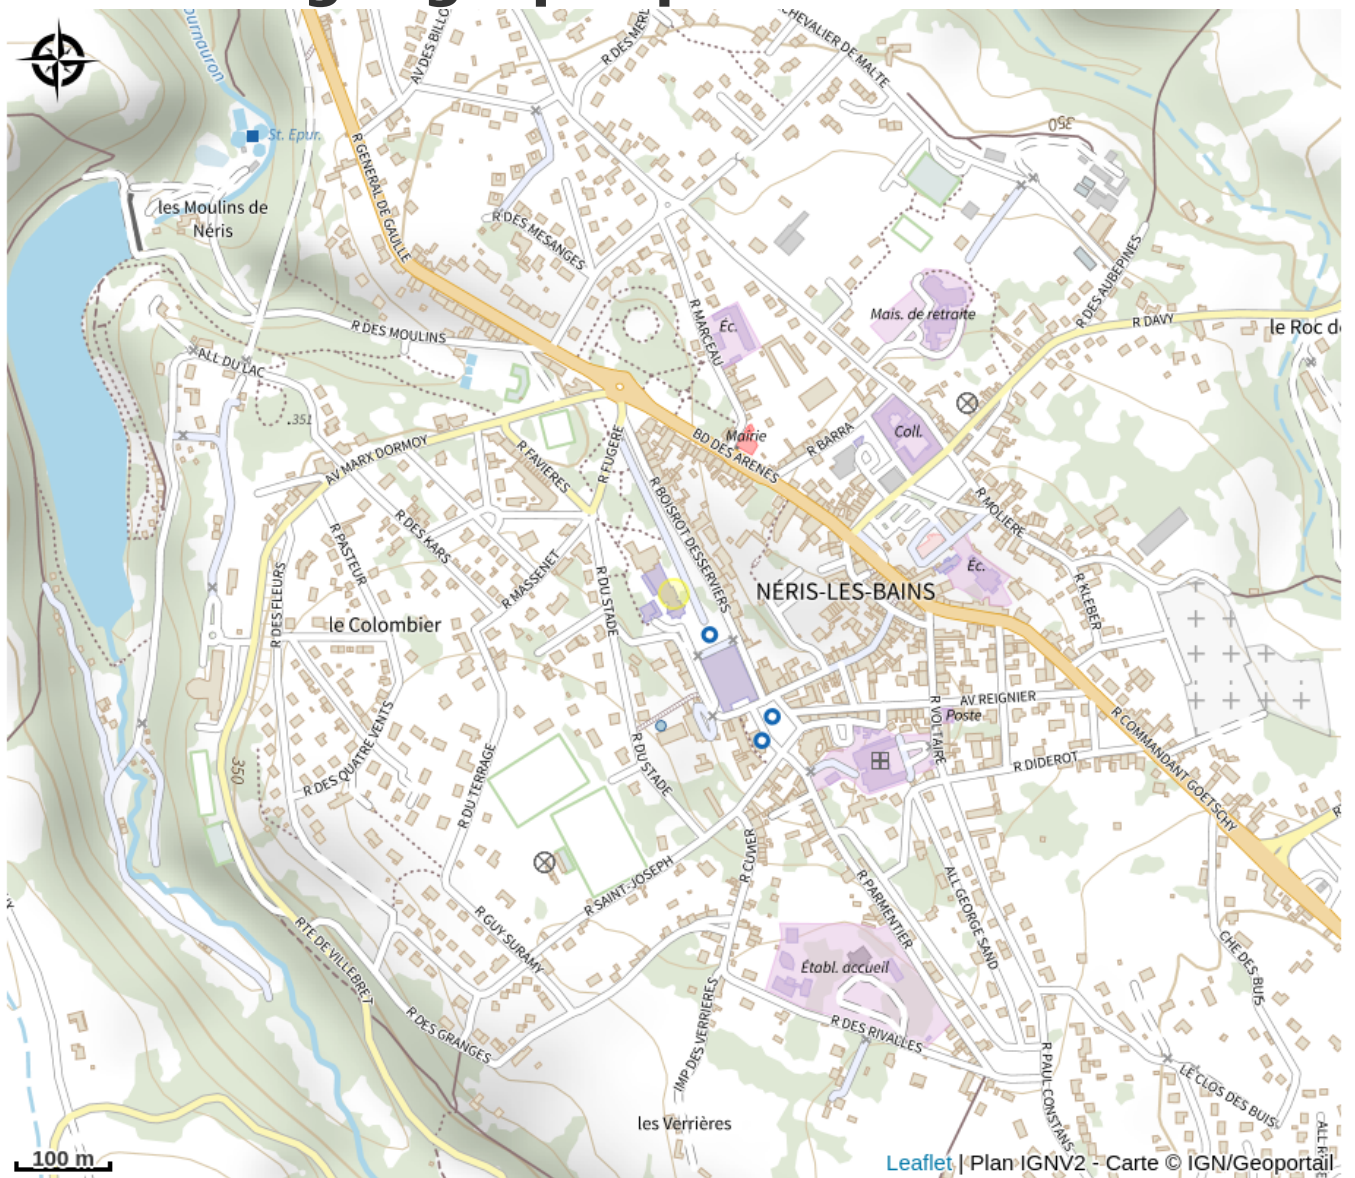 CHEVALIER DE MALTE
R DES MERL
AV DES BILLO
ournauron
St. Epur.
R GENERAL DE GAULLE
350
les Moulins de
Néris
R DES MESANGES
R DES AUBEPINES
Mais. de retraite
R DAVY
le Roc d
R MARCEAU
Éc.
R DES MOULINS
ALL DU LAC
.351
Mairie
BD DES ARENES
R BARRA
Coll.
AV MARX DORMOY
R FAVIERES
R FUGERE
R BOISROT DESSERVIERS
R MOLIERE
R DES KARS
R PASTEUR
R MASSENET
R DU STADE
R DES FLEURS
Éc.
R KLEBER
NÉRIS-LES-BAINS
le Colombier
AV REIGNIER
Poste
R VOLTAIRE
R COMMANDANT GOETSCHY
R DES QUATRE VENTS
350
R DU TERRAGE
R DU STADE
R DIDEROT
R CUVIER
R SAINT-JOSEPH
R PARMENTIER
ALL GEORGE SAND
R GUY SURAMY
RTE DE VILLEBRET
Établ. accueil
CHE DES BUIS
R DES GRANGES
IMP DES VERRIERES
R DES RIVALLES
R PAUL CONSTANS
LE CLOS DES BUIS
les Verrières
100 m
Leaflet | Plan IGNV2 - Carte © IGN/Geoportail